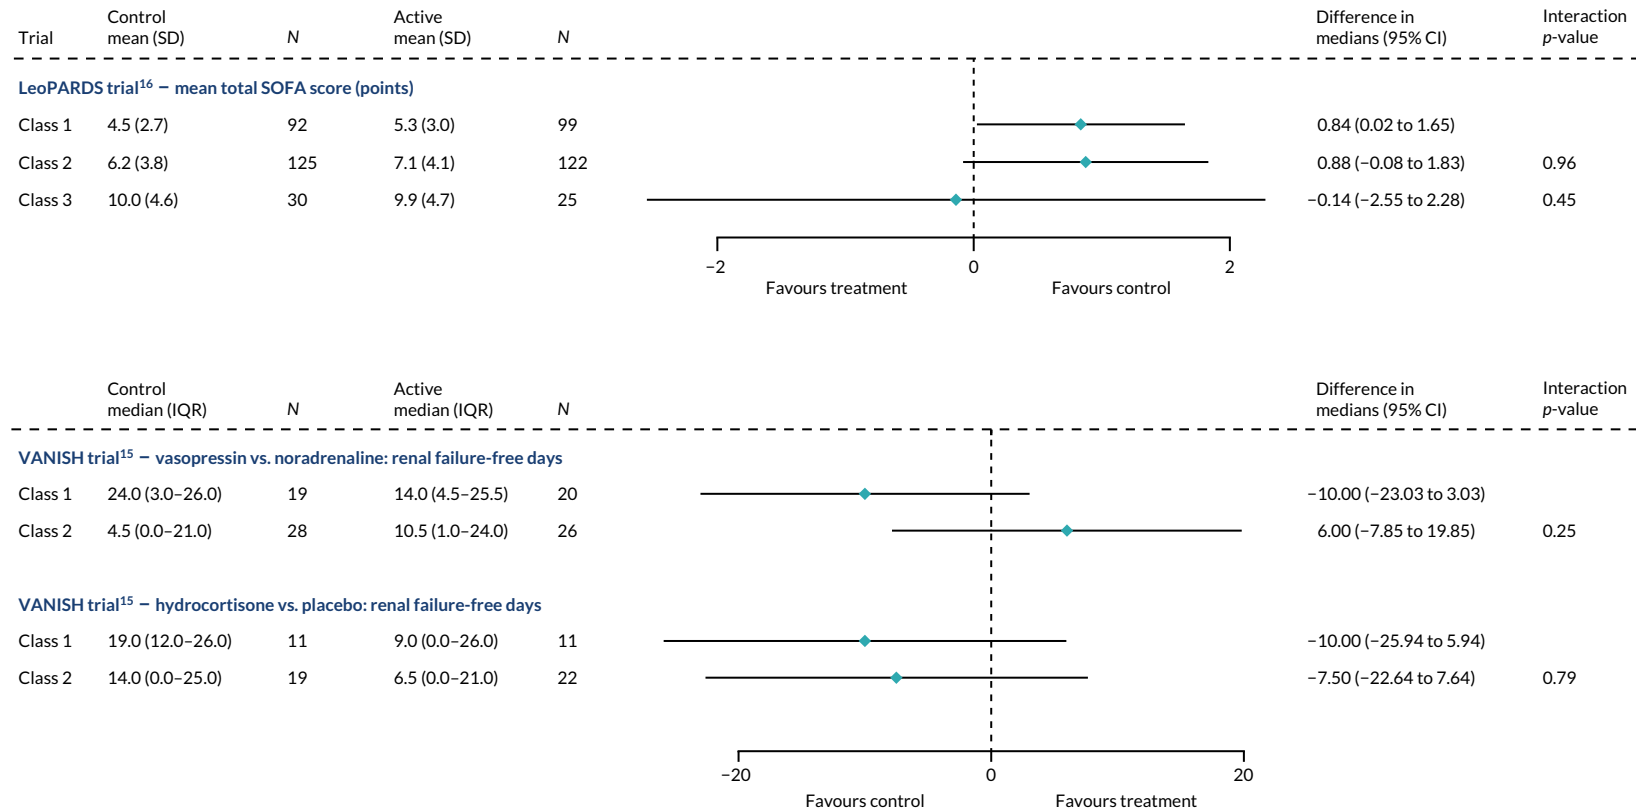 Trial Control mean (SD) N Active mean (SD) N Difference in medians (95% CI) Interaction p-value
LeoPARDS trial16 − mean total SOFA score (points)
Class 1 4.5 (2.7) 92 5.3 (3.0) 99 0.84 (0.02 to 1.65)
Class 2 6.2 (3.8) 125 7.1 (4.1) 122 0.88 (−0.08 to 1.83) 0.96
Class 3 10.0 (4.6) 30 9.9 (4.7) 25 −0.14 (−2.55 to 2.28) 0.45
−2 0 2
Favours treatment Favours control
Control median (IQR) N Active median (IQR) N Difference in medians (95% CI) Interaction p-value
VANISH trial15 − vasopressin vs. noradrenaline: renal failure-free days
Class 1 24.0 (3.0–26.0) 19 14.0 (4.5–25.5) 20 −10.00 (−23.03 to 3.03)
Class 2 4.5 (0.0–21.0) 28 10.5 (1.0–24.0) 26 6.00 (−7.85 to 19.85) 0.25
VANISH trial15 − hydrocortisone vs. placebo: renal failure-free days
Class 1 19.0 (12.0–26.0) 11 9.0 (0.0–26.0) 11 −10.00 (−25.94 to 5.94)
Class 2 14.0 (0.0–25.0) 19 6.5 (0.0–21.0) 22 −7.50 (−22.64 to 7.64) 0.79
−20 0 20
Favours control Favours treatment